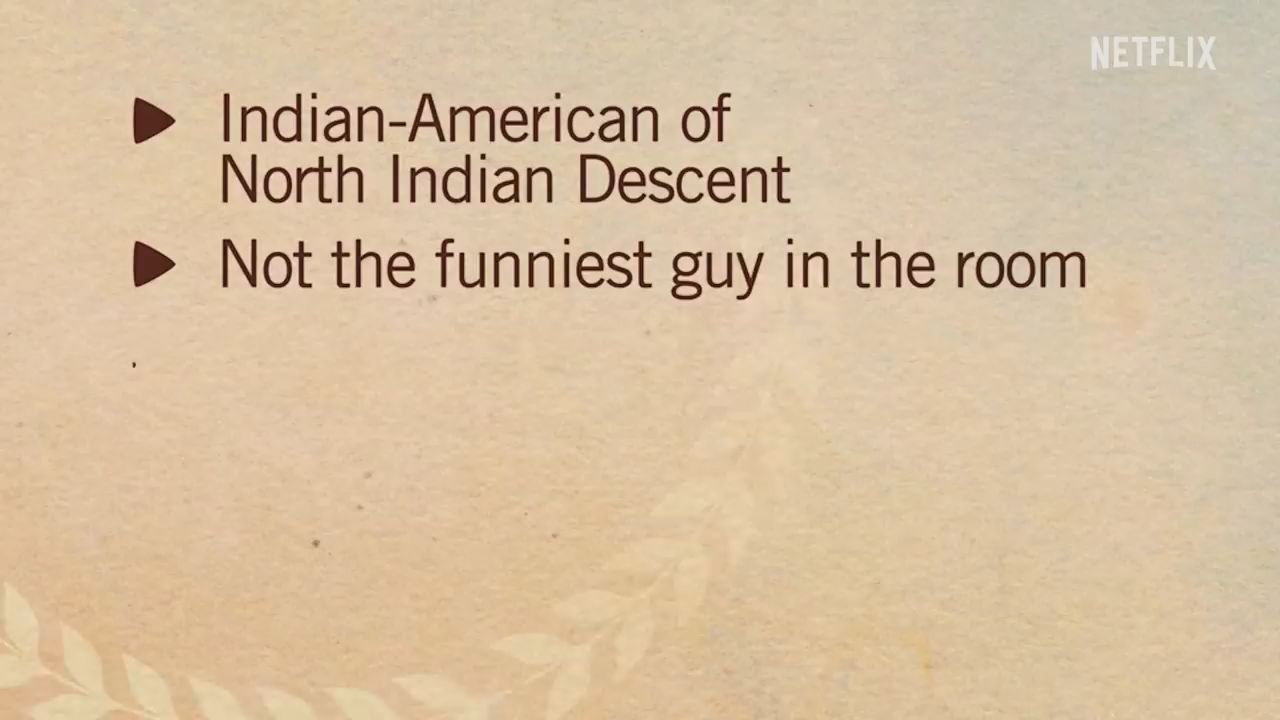 NETFLIX
Indian-American of
North Indian Descent
Not the funniest guy in the room